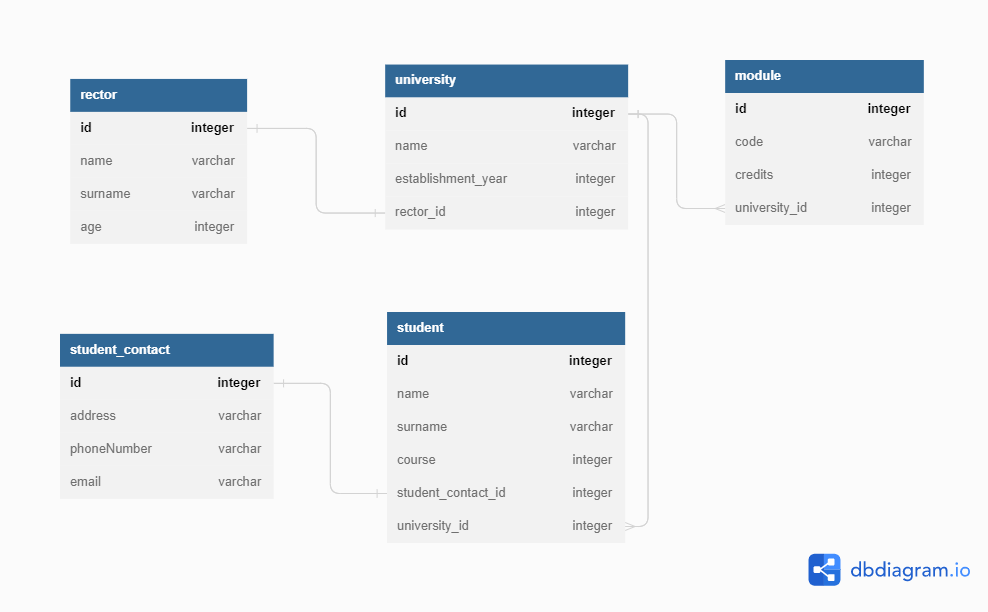 rector
id integer
name varchar
surname varchar
age integer
university
id integer
name varchar
establishment_year integer
rector_id integer
module
id integer
code varchar
credits integer
university_id integer
student_contact
id integer
address varchar
phoneNumber varchar
email varchar
student
id integer
name varchar
surname varchar
course integer
student_contact_id integer
university_id integer
dbdiagram.io